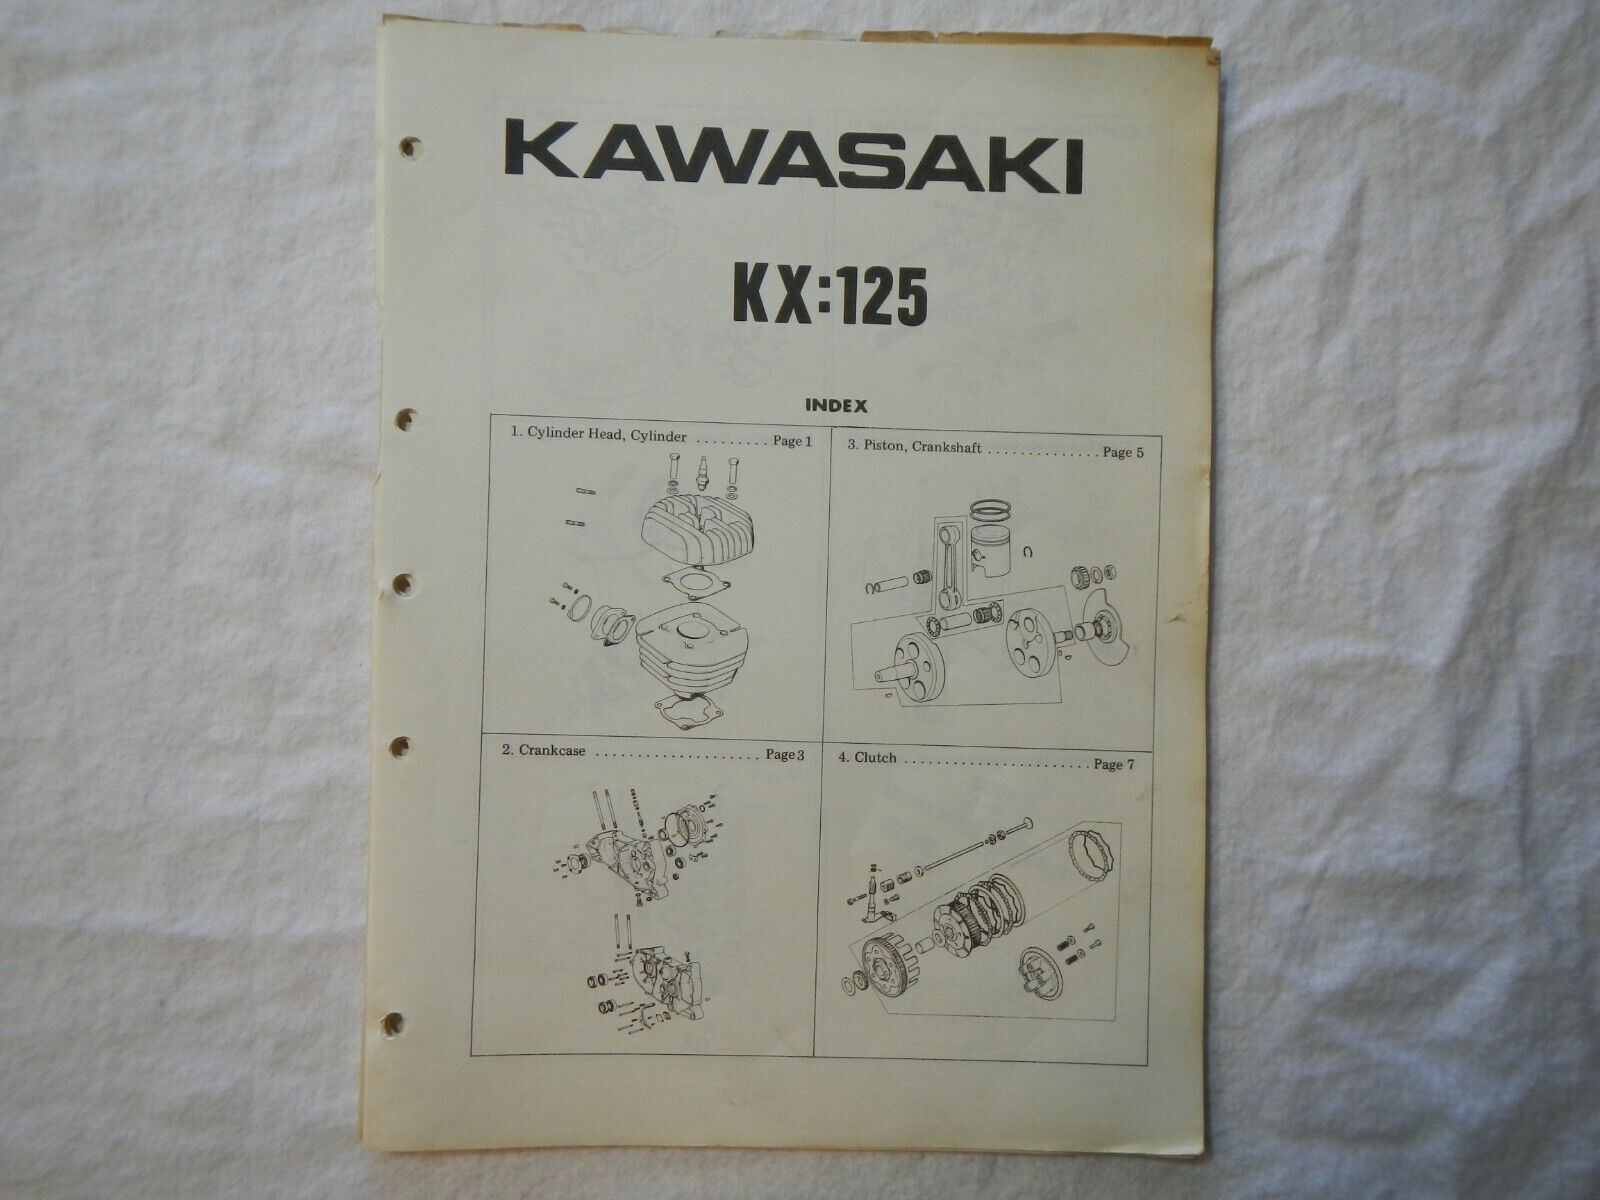 KAWASAKI
KX:125
INDEX
1. Cylinder Head, Cylinder ......... Page 1
3. Piston, Crankshaft .............. Page 5
2. Crankcase ..................... Page 3
4. Clutch ....................... Page 7